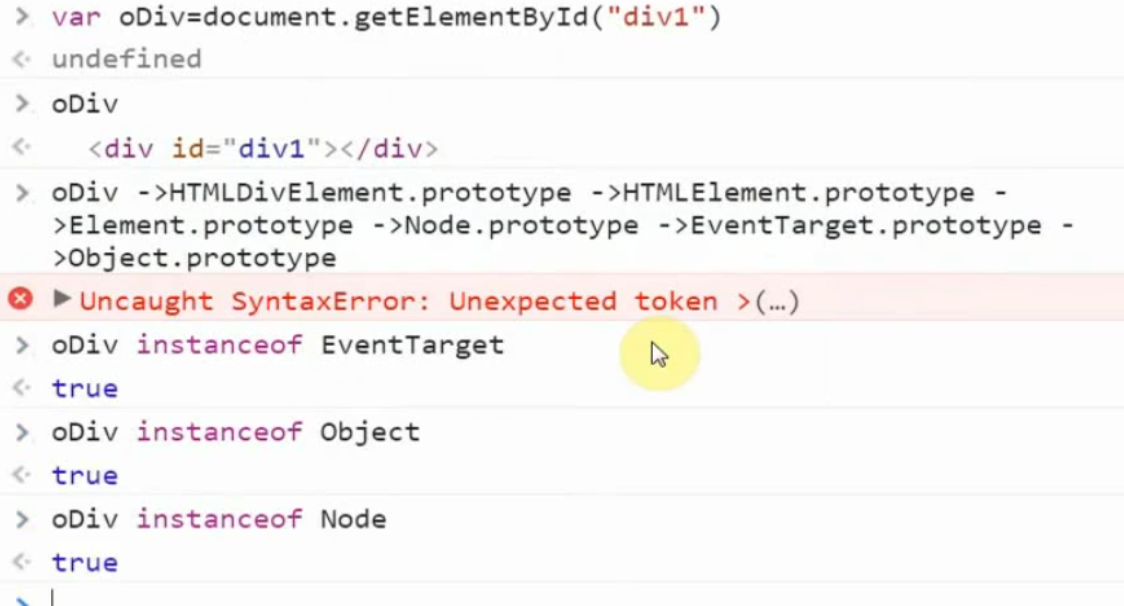 > var oDiv=document.getElementById("div1")
undefined
> oDiv
<div id="div1"></div>
> oDiv ->HTMLDivElement.prototype ->HTMLElement.prototype -
>Element.prototype ->Node.prototype ->EventTarget.prototype -
>Object.prototype
Uncaught SyntaxError: Unexpected token >(…)
> oDiv instanceof EventTarget
true
> oDiv instanceof Object
true
> oDiv instanceof Node
true
>